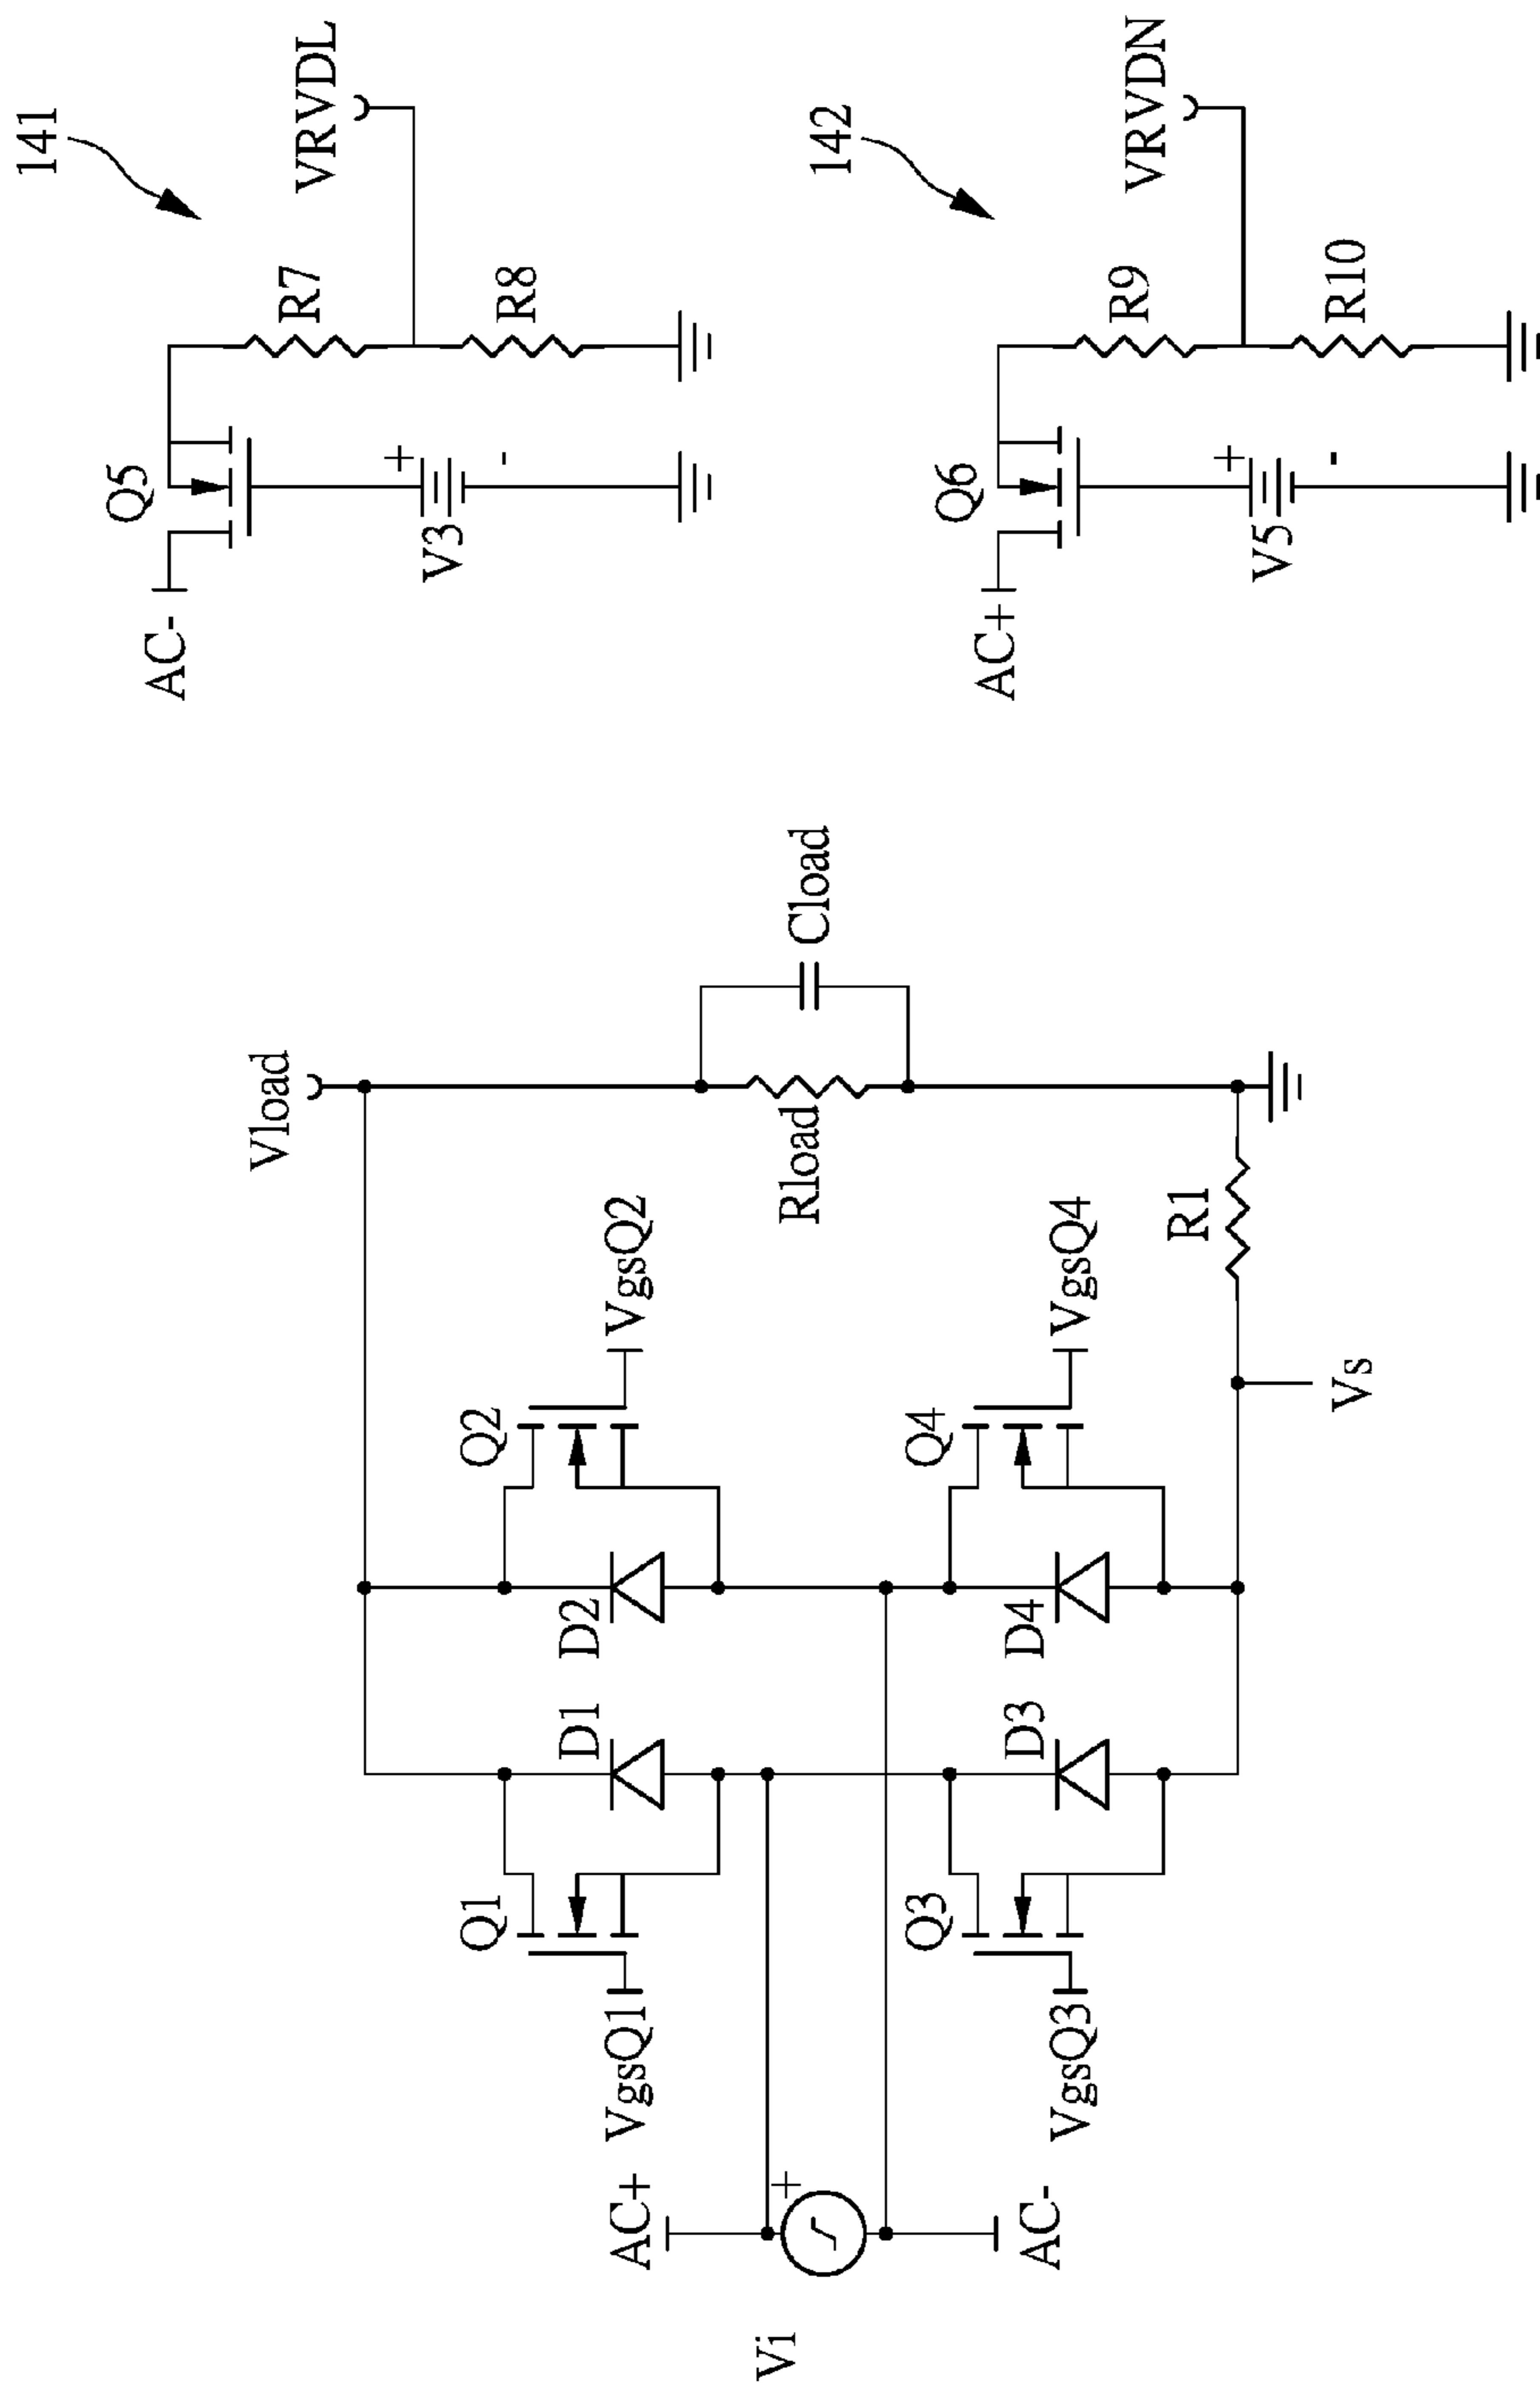 141
VRVDL
Q5
R7
R8
AC-
V3
+
-
142
VRVDN
Q6
R9
R10
AC+
V5
+
-
Vload
Cload
Rload
Q1
D1
D2
Q2
VgsQ1
VgsQ2
AC+
+
Vi
AC-
Q3
D3
D4
Q4
VgsQ3
VgsQ4
R1
Vs